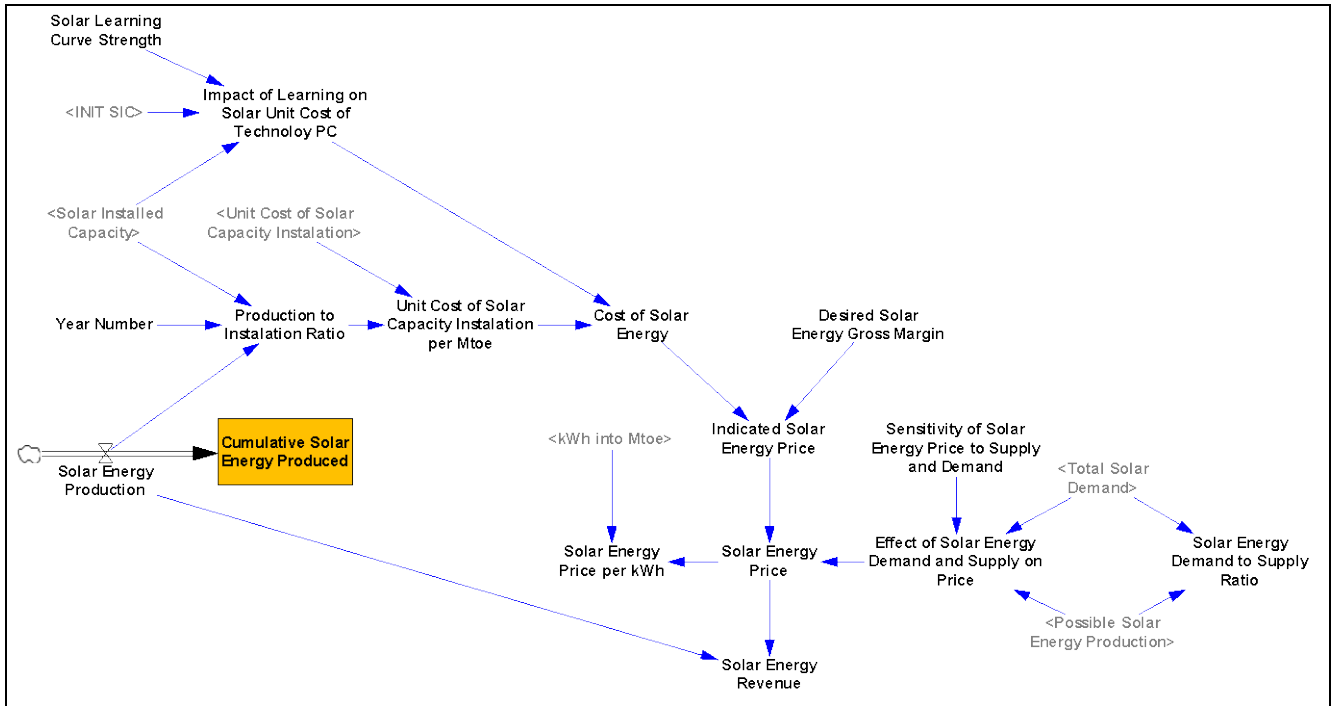 Solar Learning
Curve Strength
<INIT SIC>
Impact of Learning on
Solar Unit Cost of
Technoloy PC
<Solar Installed
Capacity>
<Unit Cost of Solar
Capacity Instalation>
Year Number
Production to
Instalation Ratio
Unit Cost of Solar
Capacity Instalation
per Mtoe
Cost of Solar
Energy
Desired Solar
Energy Gross Margin
Solar Energy
Production
Cumulative Solar
Energy Produced
<kWh into Mtoe>
Indicated Solar
Energy Price
Sensitivity of Solar
Energy Price to Supply
and Demand
<Total Solar
Demand>
Solar Energy
Price per kWh
Solar Energy
Price
Effect of Solar Energy
Demand and Supply on
Price
Solar Energy
Demand to Supply
Ratio
<Possible Solar
Energy Production>
Solar Energy
Revenue